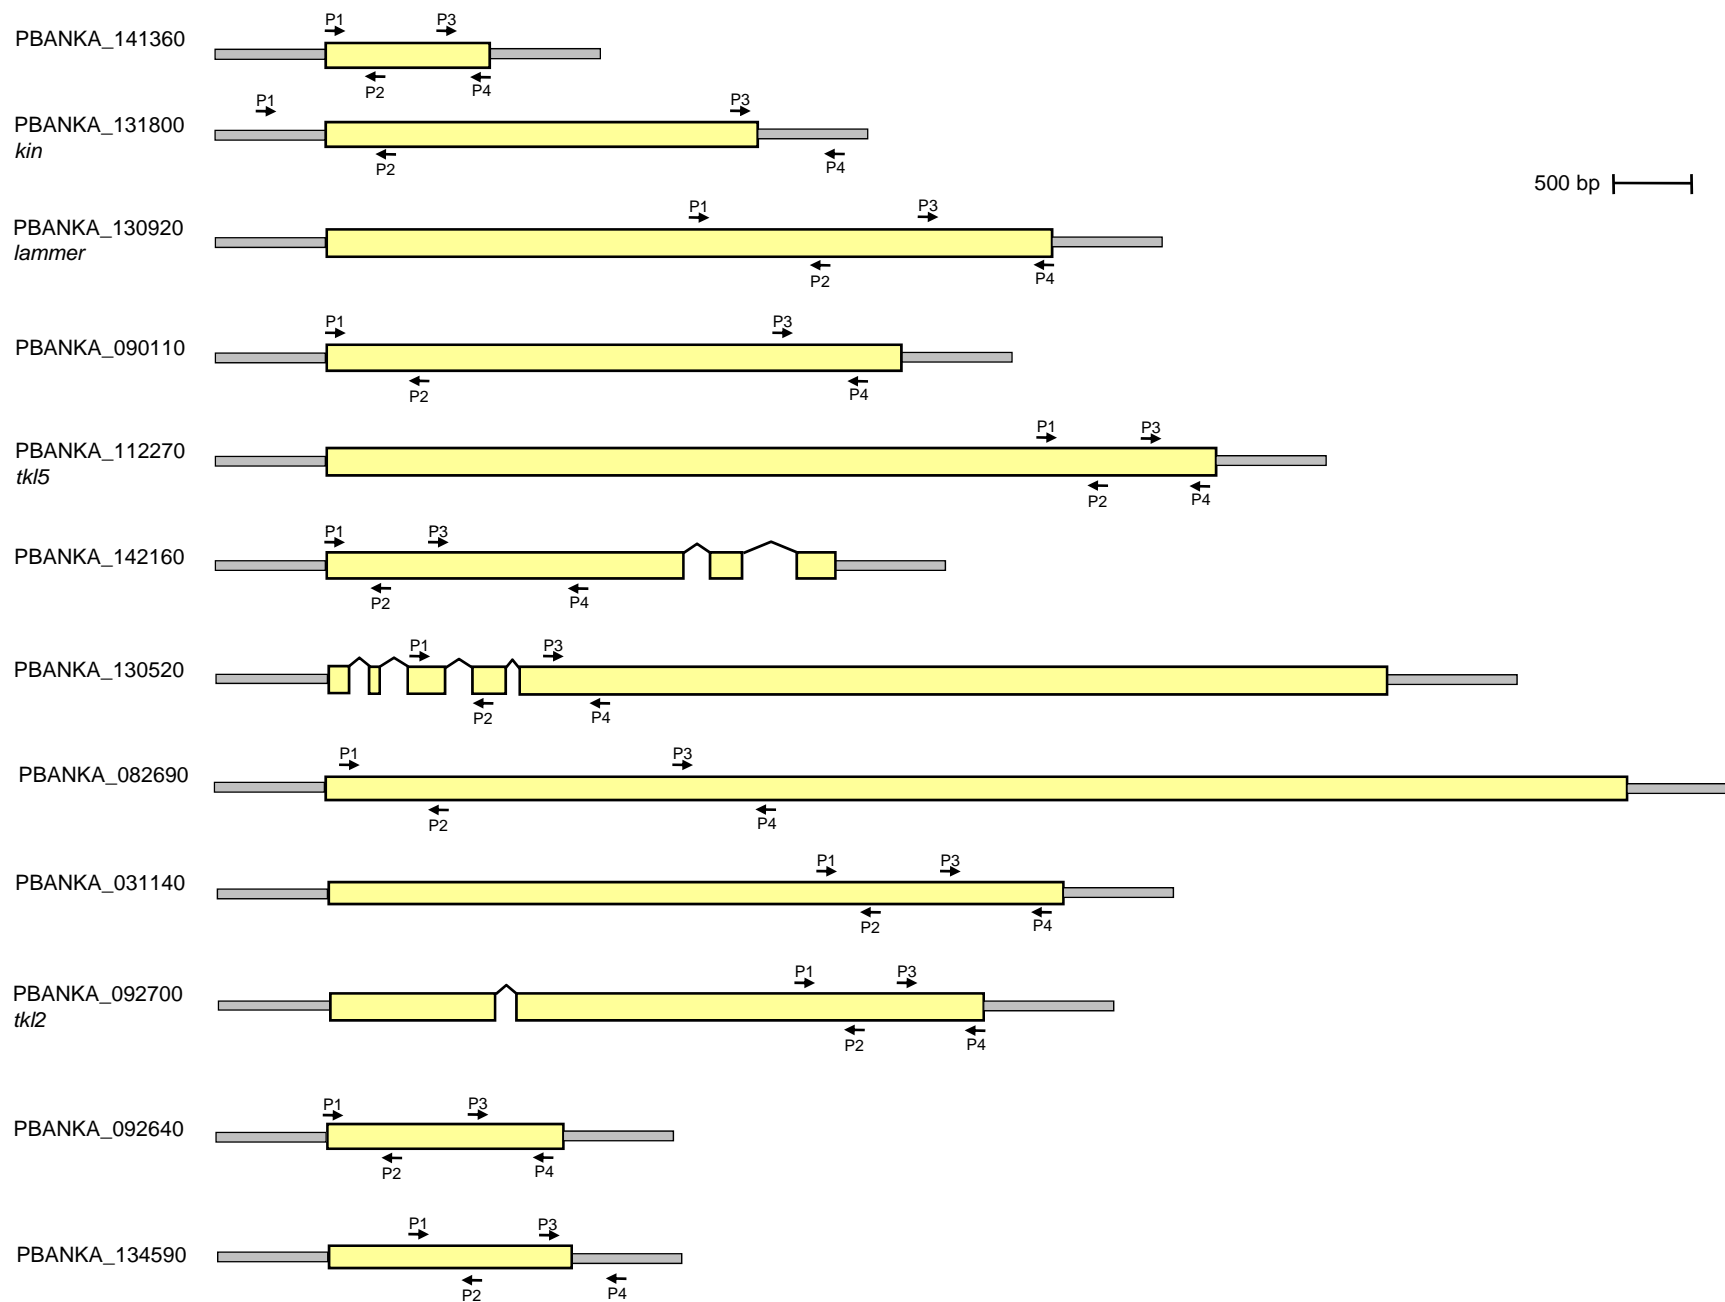 P1 P3
PBANKA_141360
P2 P4
P1 P3
PBANKA_131800
kin
P2 P4
500 bp
P1 P3
PBANKA_130920
lammer
P2 P4
P1 P3
PBANKA_090110
P2 P4
P1 P3
PBANKA_112270
tkl5
P2 P4
P1 P3
PBANKA_142160
P2 P4
P1 P3
PBANKA_130520
P2 P4
P1 P3
PBANKA_082690
P2 P4
P1 P3
PBANKA_031140
P2 P4
P1 P3
PBANKA_092700
tkl2
P2 P4
P1 P3
PBANKA_092640
P2 P4
P1 P3
PBANKA_134590
P2 P4